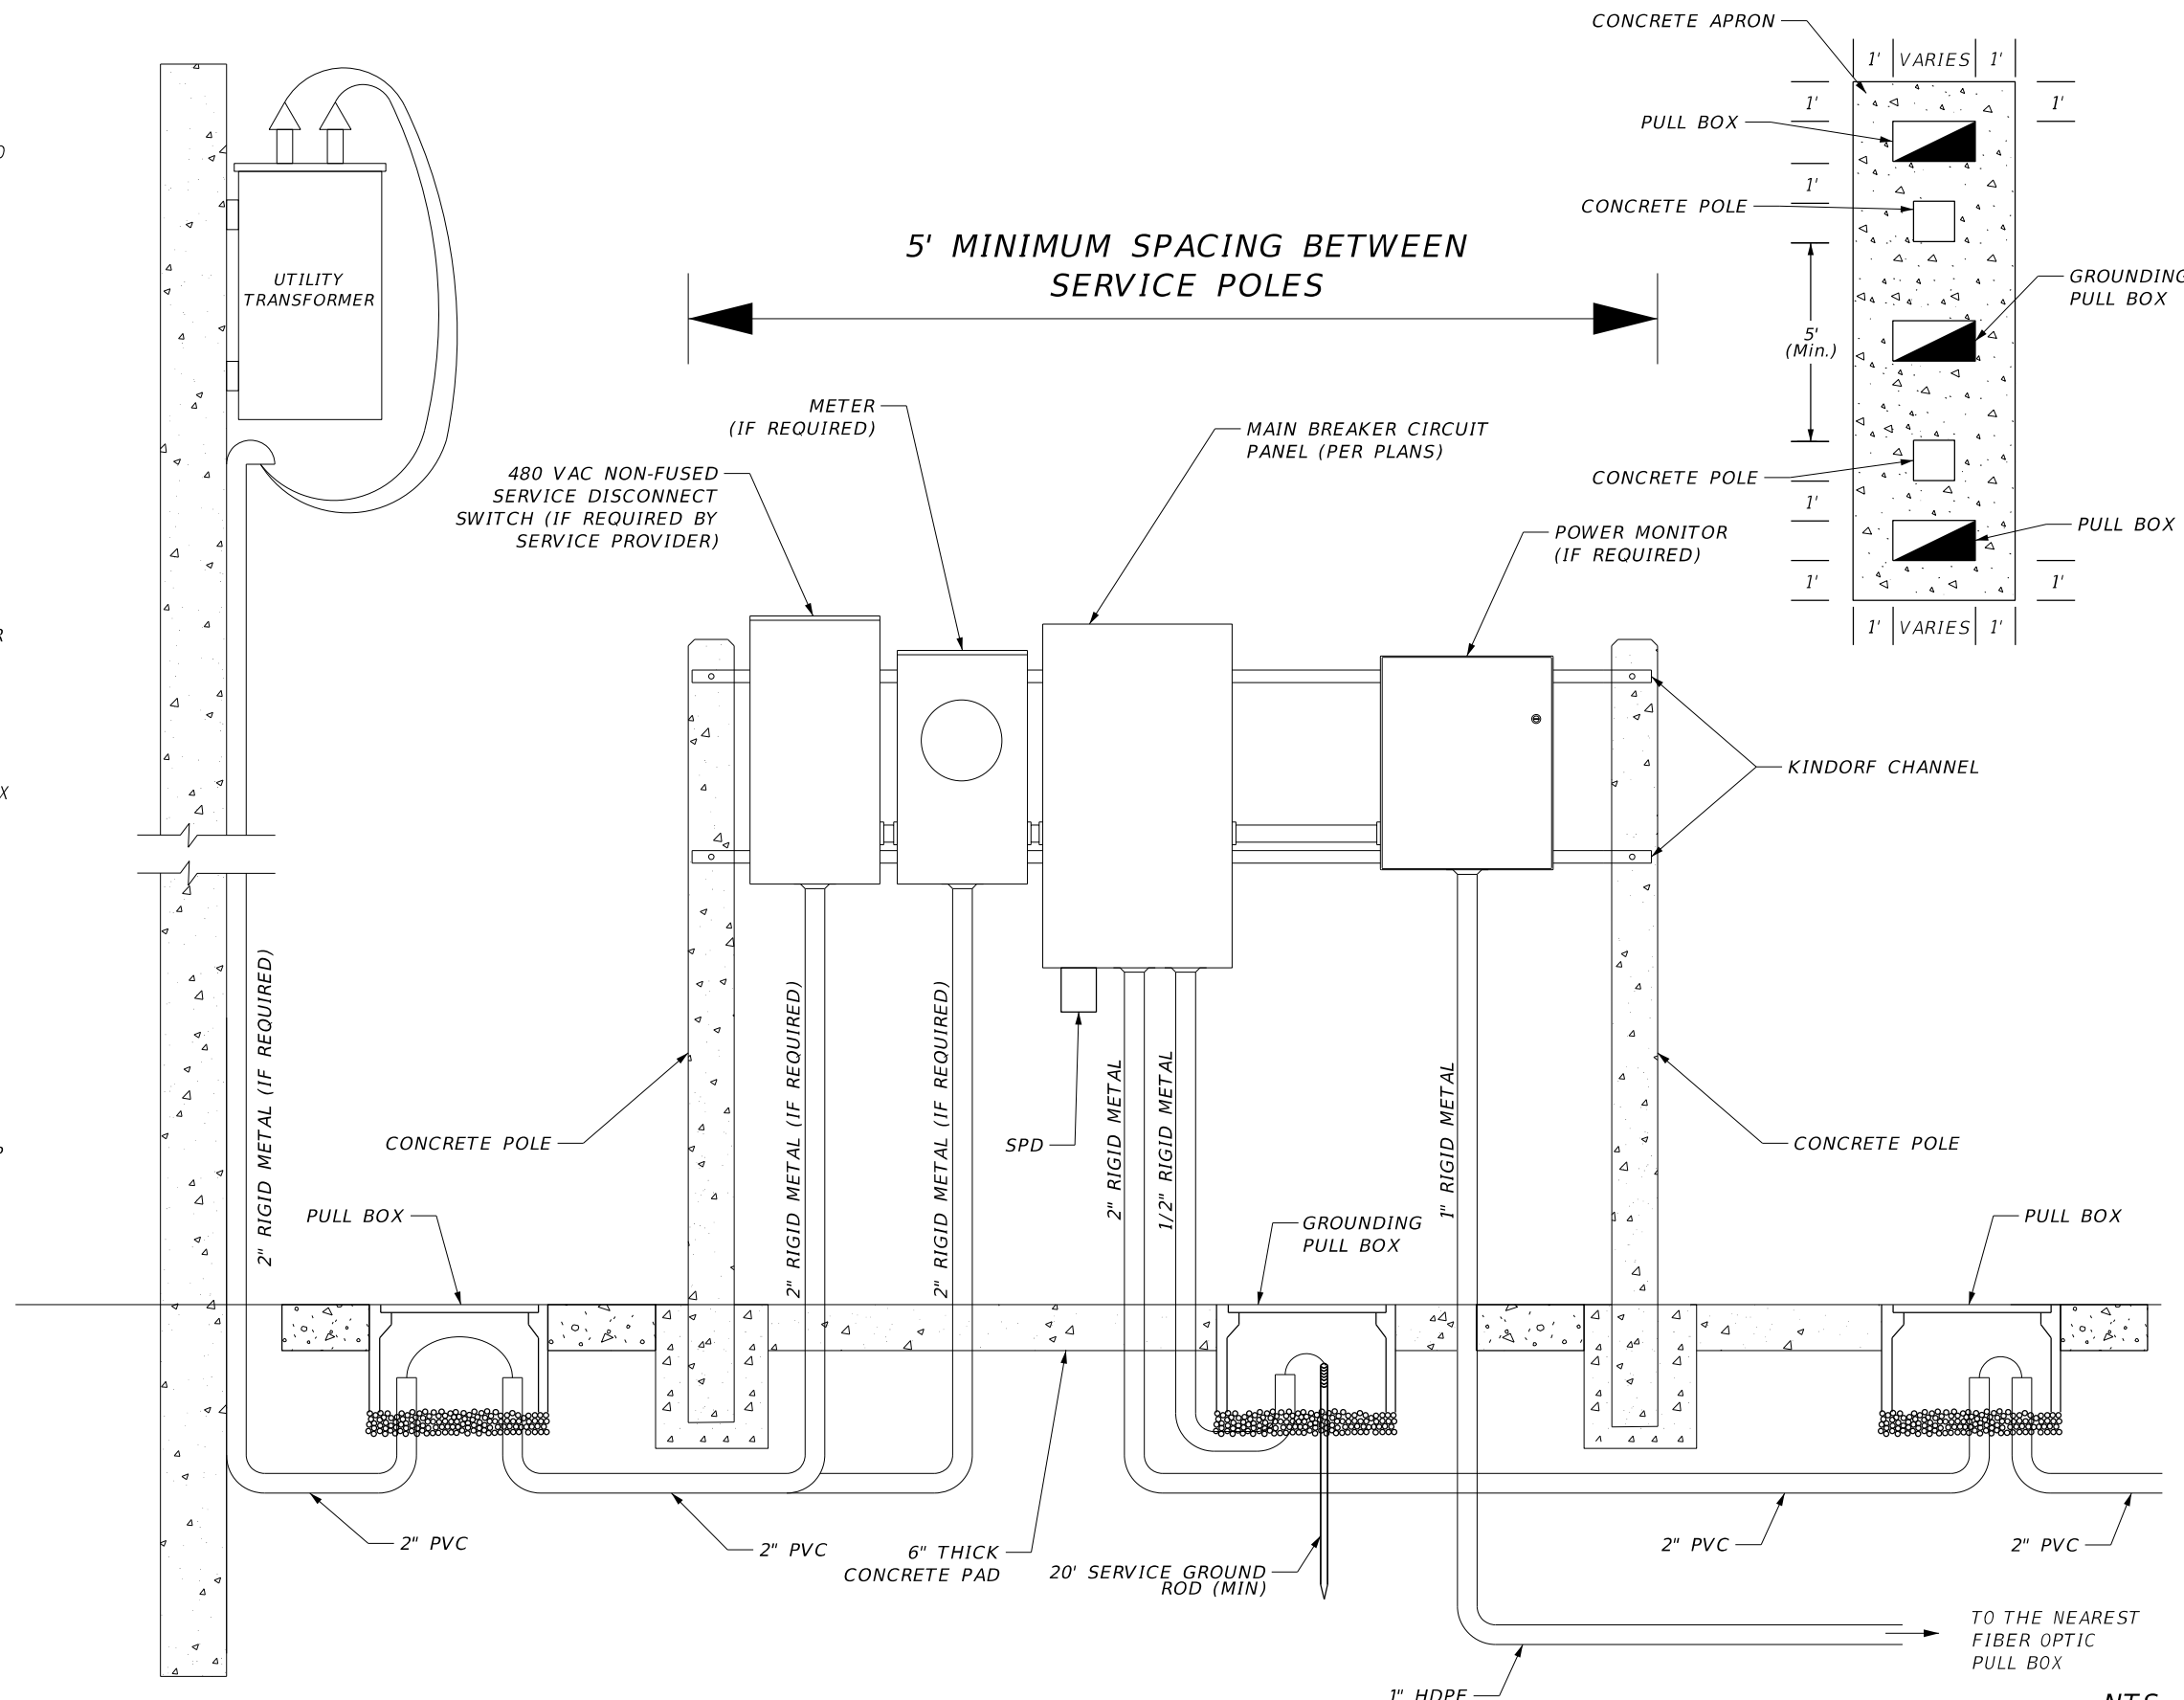 CONCRETE APRON
1'
VARIES
1'
1'
1'
PULL BOX
1'
CONCRETE POLE
GROUNDING
PULL BOX
5'
(Min.)
CONCRETE POLE
1'
PULL BOX
1'
1'
1'
VARIES
1'
UTILITY
TRANSFORMER
5' MINIMUM SPACING BETWEEN
SERVICE POLES
METER
(IF REQUIRED)
MAIN BREAKER CIRCUIT
PANEL (PER PLANS)
480 VAC NON-FUSED
SERVICE DISCONNECT
SWITCH (IF REQUIRED BY
SERVICE PROVIDER)
POWER MONITOR
(IF REQUIRED)
KINDORF CHANNEL
R
X
2" RIGID METAL (IF REQUIRED)
2" RIGID METAL (IF REQUIRED)
2" RIGID METAL (IF REQUIRED)
2" RIGID METAL
1/2" RIGID METAL
1" RIGID METAL
CONCRETE POLE
SPD
CONCRETE POLE
PULL BOX
GROUNDING
PULL BOX
PULL BOX
2" PVC
2" PVC
6" THICK
CONCRETE PAD
20' SERVICE GROUND
ROD (MIN)
2" PVC
2" PVC
TO THE NEAREST
FIBER OPTIC
PULL BOX
1" HDPE
NTS